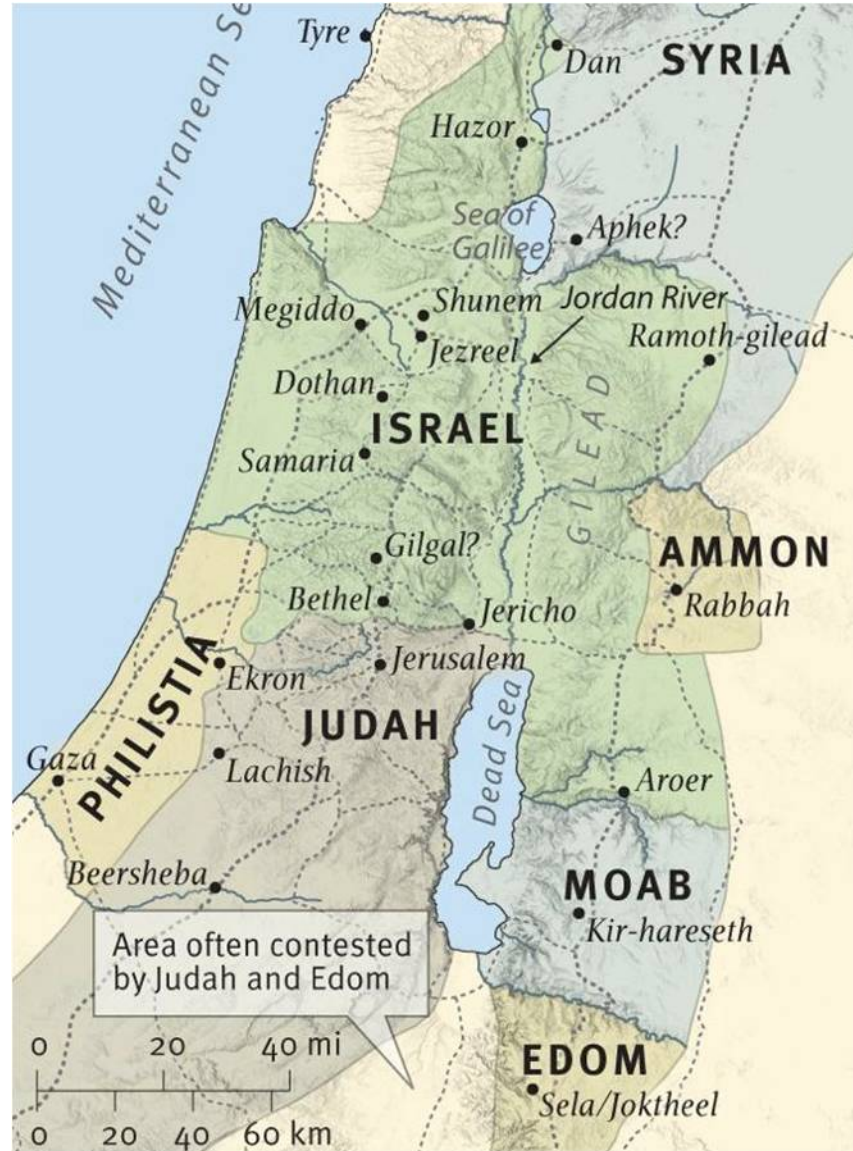 Mediterranean Se
Tyre
Dan
SYRIA
Hazor
Sea of
Galilee
Aphek?
Megiddo
Shunem
Jordan River
Jezreel
Ramoth-gilead
Dothan
ISRAEL
GILEAD
Samaria
Gilgal?
AMMON
Bethel
Jericho
Rabbah
PHILISTIA
Ekron
Jerusalem
JUDAH
Dead Sea
Gaza
Lachish
Aroer
Beersheba
MOAB
Kir-hareseth
Area often contested
by Judah and Edom
0 20 40 mi
EDOM
Sela/Joktheel
0 20 40 60 km